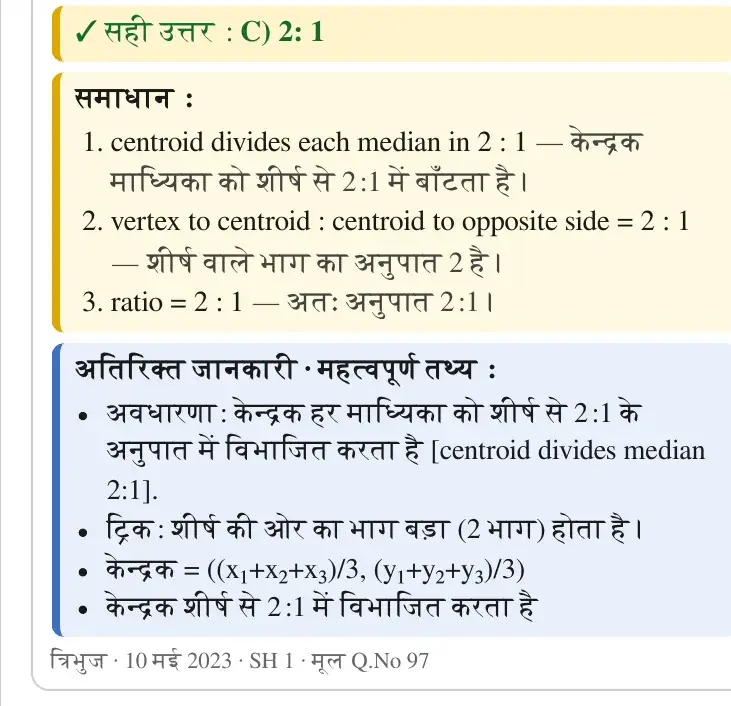 ✓ सही उत्तर : C) 2: 1
समाधान :
1. centroid divides each median in 2 : 1 — केन्द्रक
माध्यिका को शीर्ष से 2:1 में बाँटता है।
2. vertex to centroid : centroid to opposite side = 2 : 1
— शीर्ष वाले भाग का अनुपात 2 है।
3. ratio = 2 : 1 — अतः अनुपात 2:1।
अतिरिक्त जानकारी · महत्वपूर्ण तथ्य :
• अवधारणा : केन्द्रक हर माध्यिका को शीर्ष से 2:1 के
अनुपात में विभाजित करता है [centroid divides median
2:1].
• ट्रिक : शीर्ष की ओर का भाग बड़ा (2 भाग) होता है।
• केन्द्रक = ((x₁+x₂+x₃)/3, (y₁+y₂+y₃)/3)
• केन्द्रक शीर्ष से 2:1 में विभाजित करता है
त्रिभुज · 10 मई 2023 · SH 1 · मूल Q.No 97